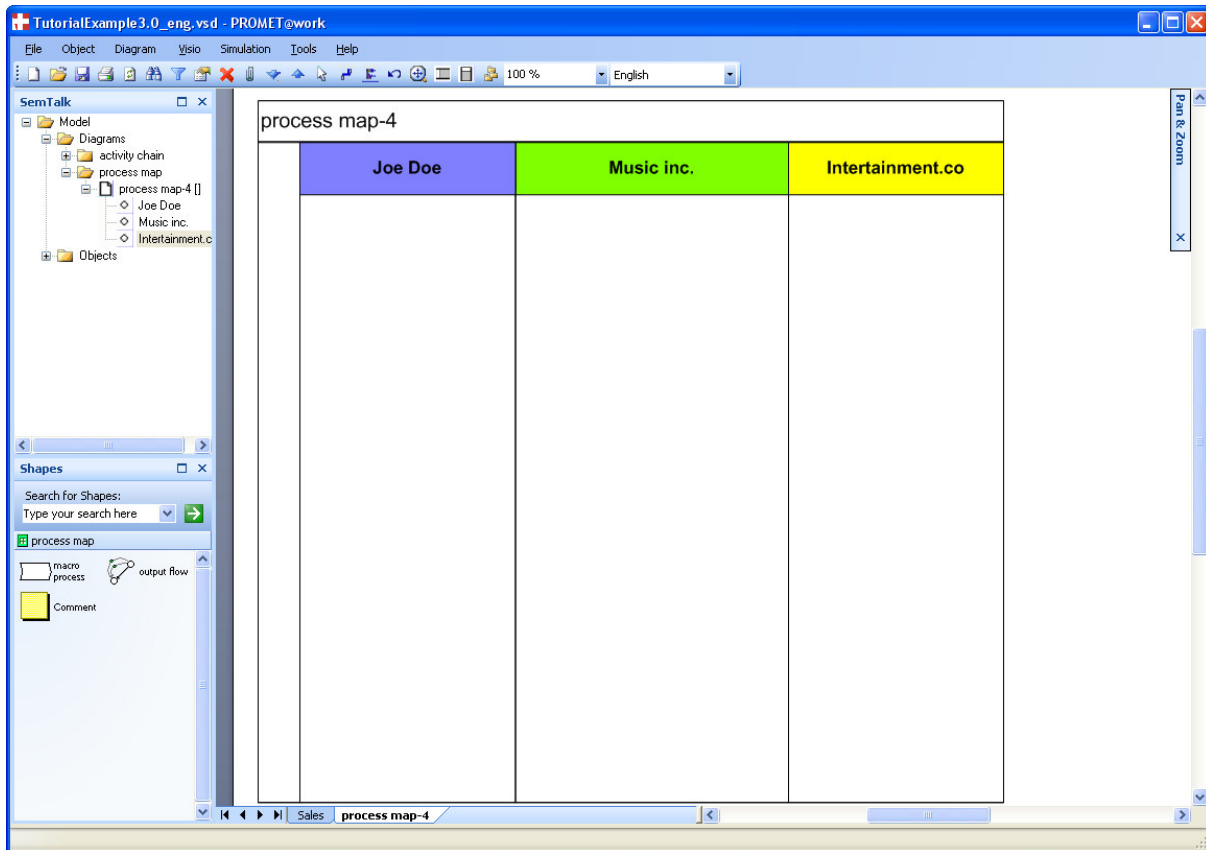 TutorialExample3.0_eng.vsd - PROMET@work
File Object Diagram Visio Simulation Tools Help
100 % English
SemTalk
Model
Diagrams
activity chain
process map
process map-4 []
Joe Doe
Music inc.
Intertainment.c
Objects
Shapes
Search for Shapes:
Type your search here
process map
macro process
output flow
Comment
process map-4
Joe Doe Music inc. Intertainment.co
Pan & Zoom
Sales process map-4